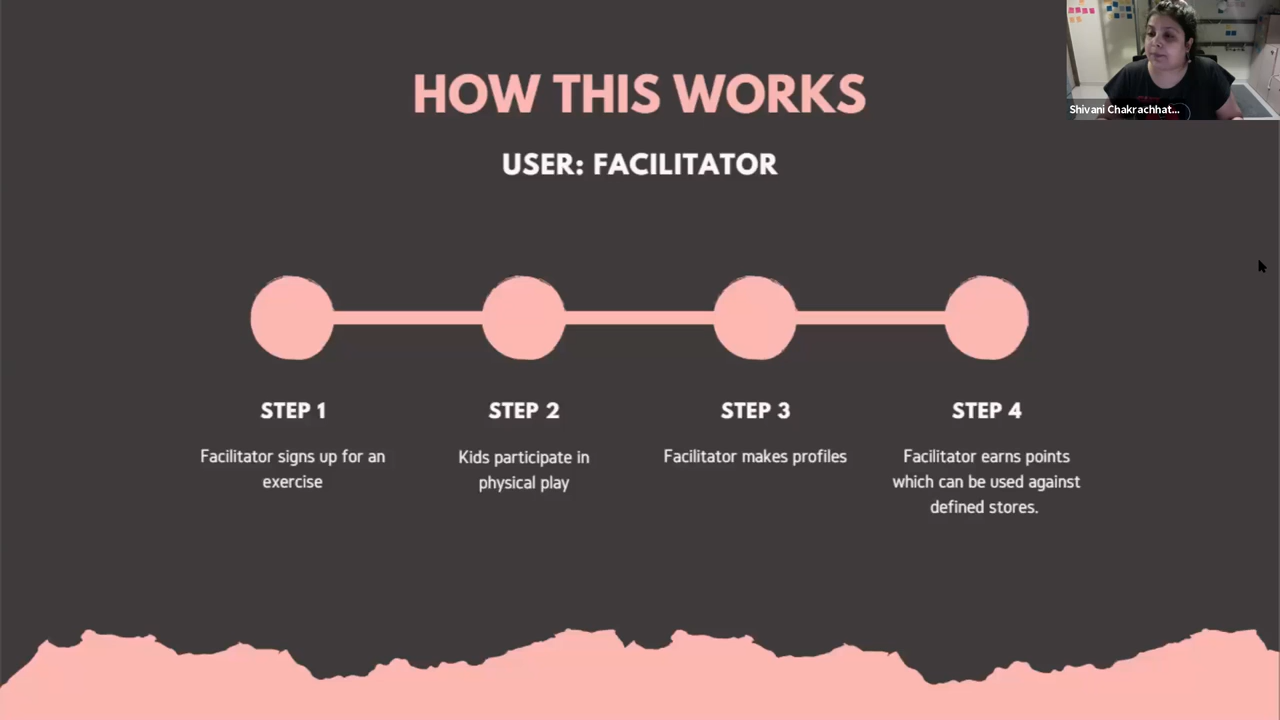 HOW THIS WORKS
USER: FACILITATOR
Shivani Chakrachhat...
STEP 1
Facilitator signs up for an
exercise
STEP 2
Kids participate in
physical play
STEP 3
Facilitator makes profiles
STEP 4
Facilitator earns points
which can be used against
defined stores.